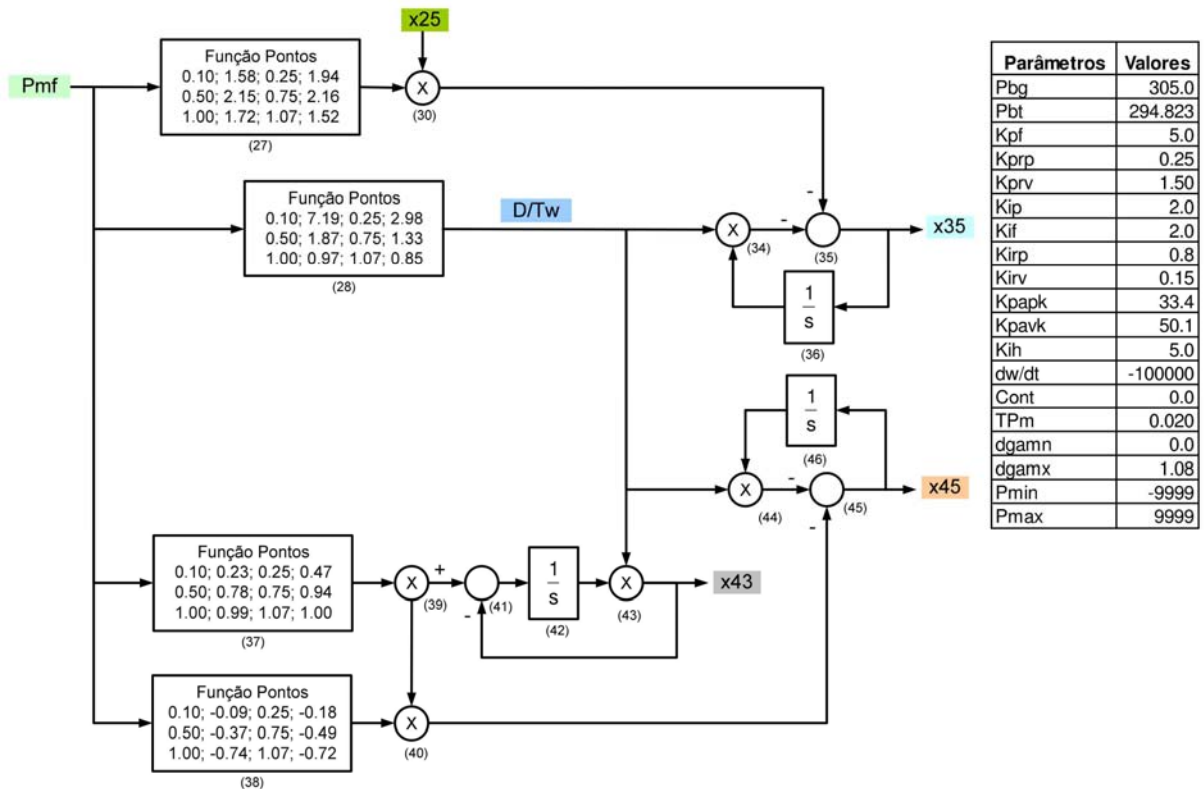 x25
Pmf
Função Pontos
0.10; 1.58; 0.25; 1.94
0.50; 2.15; 0.75; 2.16
1.00; 1.72; 1.07; 1.52
(27)
X
(30)
-
Função Pontos
0.10; 7.19; 0.25; 2.98
0.50; 1.87; 0.75; 1.33
1.00; 0.97; 1.07; 0.85
(28)
D/Tw
X
(34)
-
(35)
x35
1
s
(36)
1
s
(46)
X
(44)
-
(45)
-
x45
Função Pontos
0.10; 0.23; 0.25; 0.47
0.50; 0.78; 0.75; 0.94
1.00; 0.99; 1.07; 1.00
(37)
X
(39)
+
-
(41)
1
s
(42)
X
(43)
x43
Função Pontos
0.10; -0.09; 0.25; -0.18
0.50; -0.37; 0.75; -0.49
1.00; -0.74; 1.07; -0.72
(38)
X
(40)
Parâmetros Valores
Pbg 305.0
Pbt 294.823
Kpf 5.0
Kprp 0.25
Kprv 1.50
Kip 2.0
Kif 2.0
Kirp 0.8
Kirv 0.15
Kpapk 33.4
Kpavk 50.1
Kih 5.0
dw/dt -100000
Cont 0.0
TPm 0.020
dgamn 0.0
dgamx 1.08
Pmin -9999
Pmax 9999